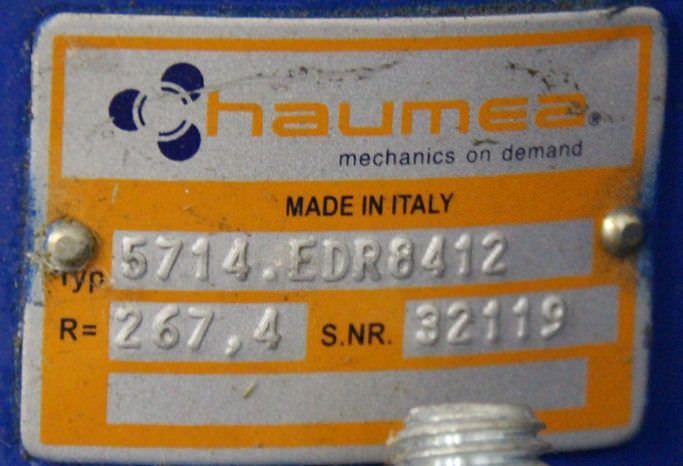 haumea®
mechanics on demand
MADE IN ITALY
Typ. 5714.EDR8412
R= 267,4 S.NR. 32119